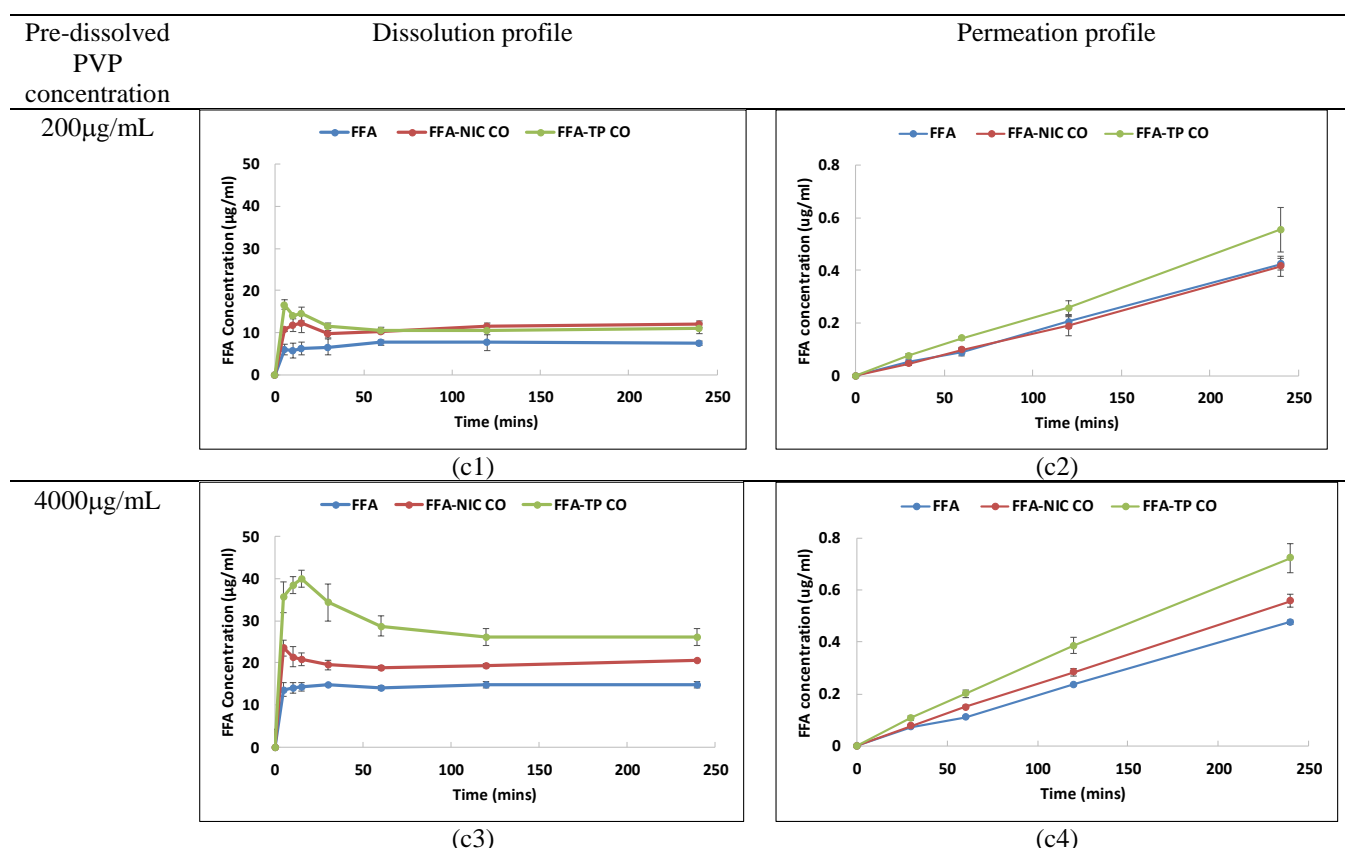 Pre-dissolved PVP concentration
Dissolution profile
Permeation profile
200μg/mL
FFA FFA-NIC CO FFA-TP CO
FFA Concentration (µg/ml)
50
40
30
20
10
0
0 50 100 150 200 250
Time (mins)
(c1)
FFA FFA-NIC CO FFA-TP CO
FFA concentration (ug/ml)
0.8
0.6
0.4
0.2
0
0 50 100 150 200 250
Time (mins)
(c2)
4000μg/mL
FFA FFA-NIC CO FFA-TP CO
FFA Concentration (µg/ml)
50
40
30
20
10
0
0 50 100 150 200 250
Time (mins)
(c3)
FFA FFA-NIC CO FFA-TP CO
FFA concentration (ug/ml)
0.8
0.6
0.4
0.2
0
0 50 100 150 200 250
Time (mins)
(c4)